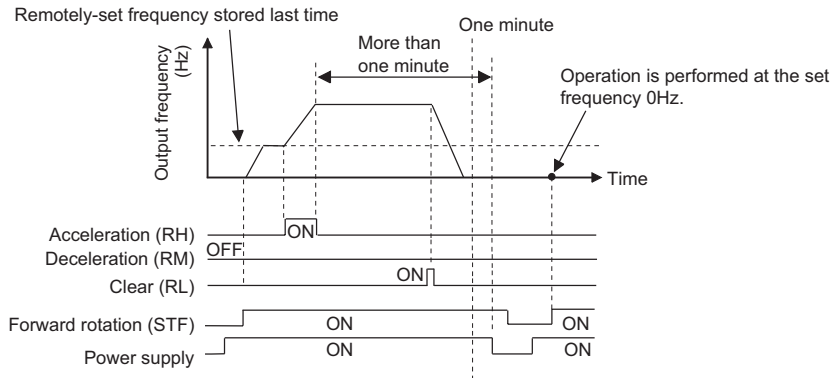 Remotely-set frequency stored last time
One minute
More than
one minute
Output frequency
(Hz)
Operation is performed at the set
frequency 0Hz.
Time
Acceleration (RH)
ON
Deceleration (RM)
OFF
Clear (RL)
ON
Forward rotation (STF)
ON
ON
Power supply
ON
ON